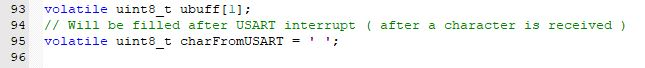 93 volatile uint8_t ubuff[1];
94 // Will be filled after USART interrupt ( after a character is received )
95 volatile uint8_t charFromUSART = ' ';
96